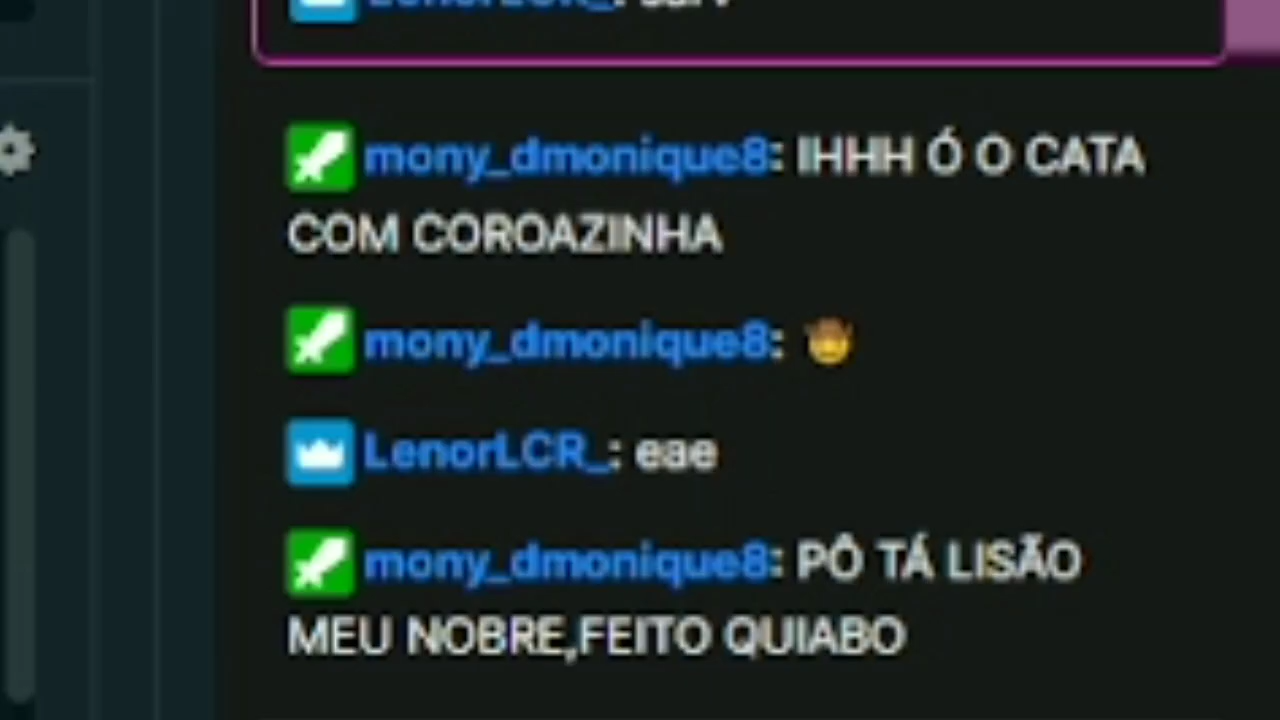 mony_dmonique8: IHHH Ó O CATA
COM COROAZINHA
mony_dmonique8: 🤠
LenorLCR_: eae
mony_dmonique8: PÔ TÁ LISÃO
MEU NOBRE,FEITO QUIABO